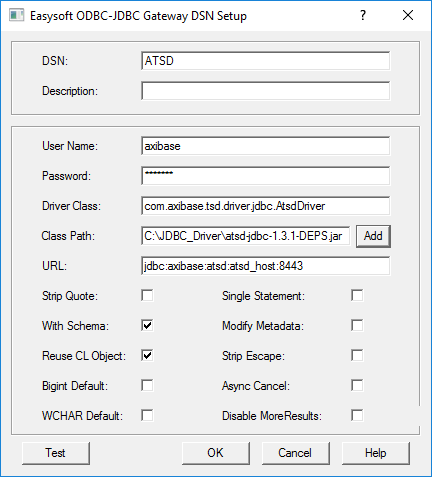 Easysoft ODBC-JDBC Gateway DSN Setup ?
DSN: ATSD
Description:
User Name: axibase
Password: *******
Driver Class: com.axibase.tsd.driver.jdbc.AtsdDriver
Class Path: C:\JDBC_Driver\atsd-jdbc-1.3.1-DEPS.jar Add
URL: jdbc:axibase:atsd:atsd_host:8443
Strip Quote: Single Statement:
With Schema: Modify Metadata:
Reuse CL Object: Strip Escape:
Bigint Default: Async Cancel:
WCHAR Default: Disable MoreResults:
Test OK Cancel Help